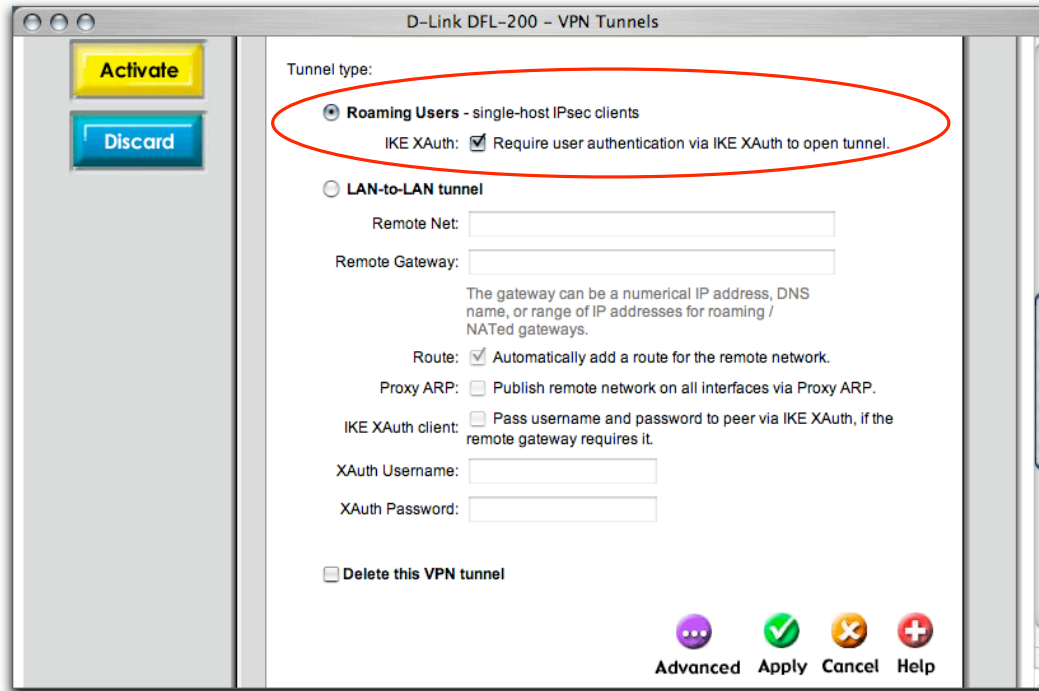 D-Link DFL-200 – VPN Tunnels
Activate
Discard
Tunnel type:
Roaming Users - single-host IPsec clients
IKE XAuth: Require user authentication via IKE XAuth to open tunnel.
LAN-to-LAN tunnel
Remote Net:
Remote Gateway:
The gateway can be a numerical IP address, DNS
name, or range of IP addresses for roaming /
NATed gateways.
Route: Automatically add a route for the remote network.
Proxy ARP: Publish remote network on all interfaces via Proxy ARP.
IKE XAuth client: Pass username and password to peer via IKE XAuth, if the
remote gateway requires it.
XAuth Username:
XAuth Password:
Delete this VPN tunnel
Advanced Apply Cancel Help